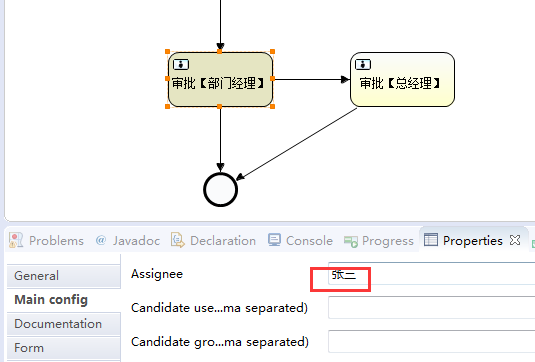 审批【部门经理】
审批【总经理】
Problems
Javadoc
Declaration
Console
Progress
Properties
General
Main config
Documentation
Form
Assignee
张三
Candidate use...ma separated)
Candidate gro...ma separated)